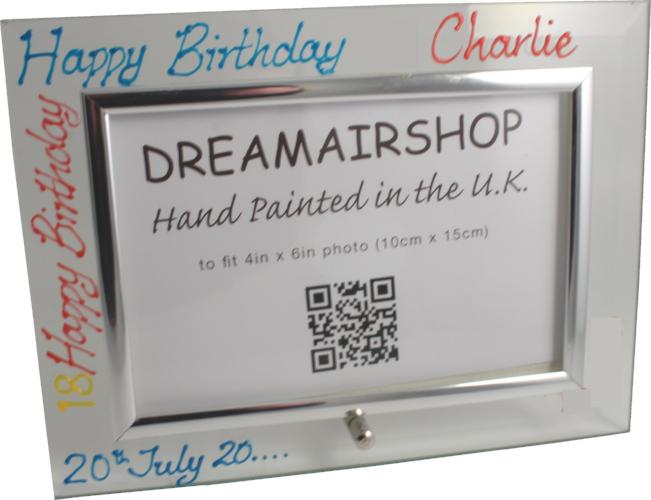 Happy Birthday Charlie
DREAMAIRSHOP
Hand Painted in the U.K.
to fit 4in x 6in photo (10cm x 15cm)
18 Happy Birthday
20th July 20....